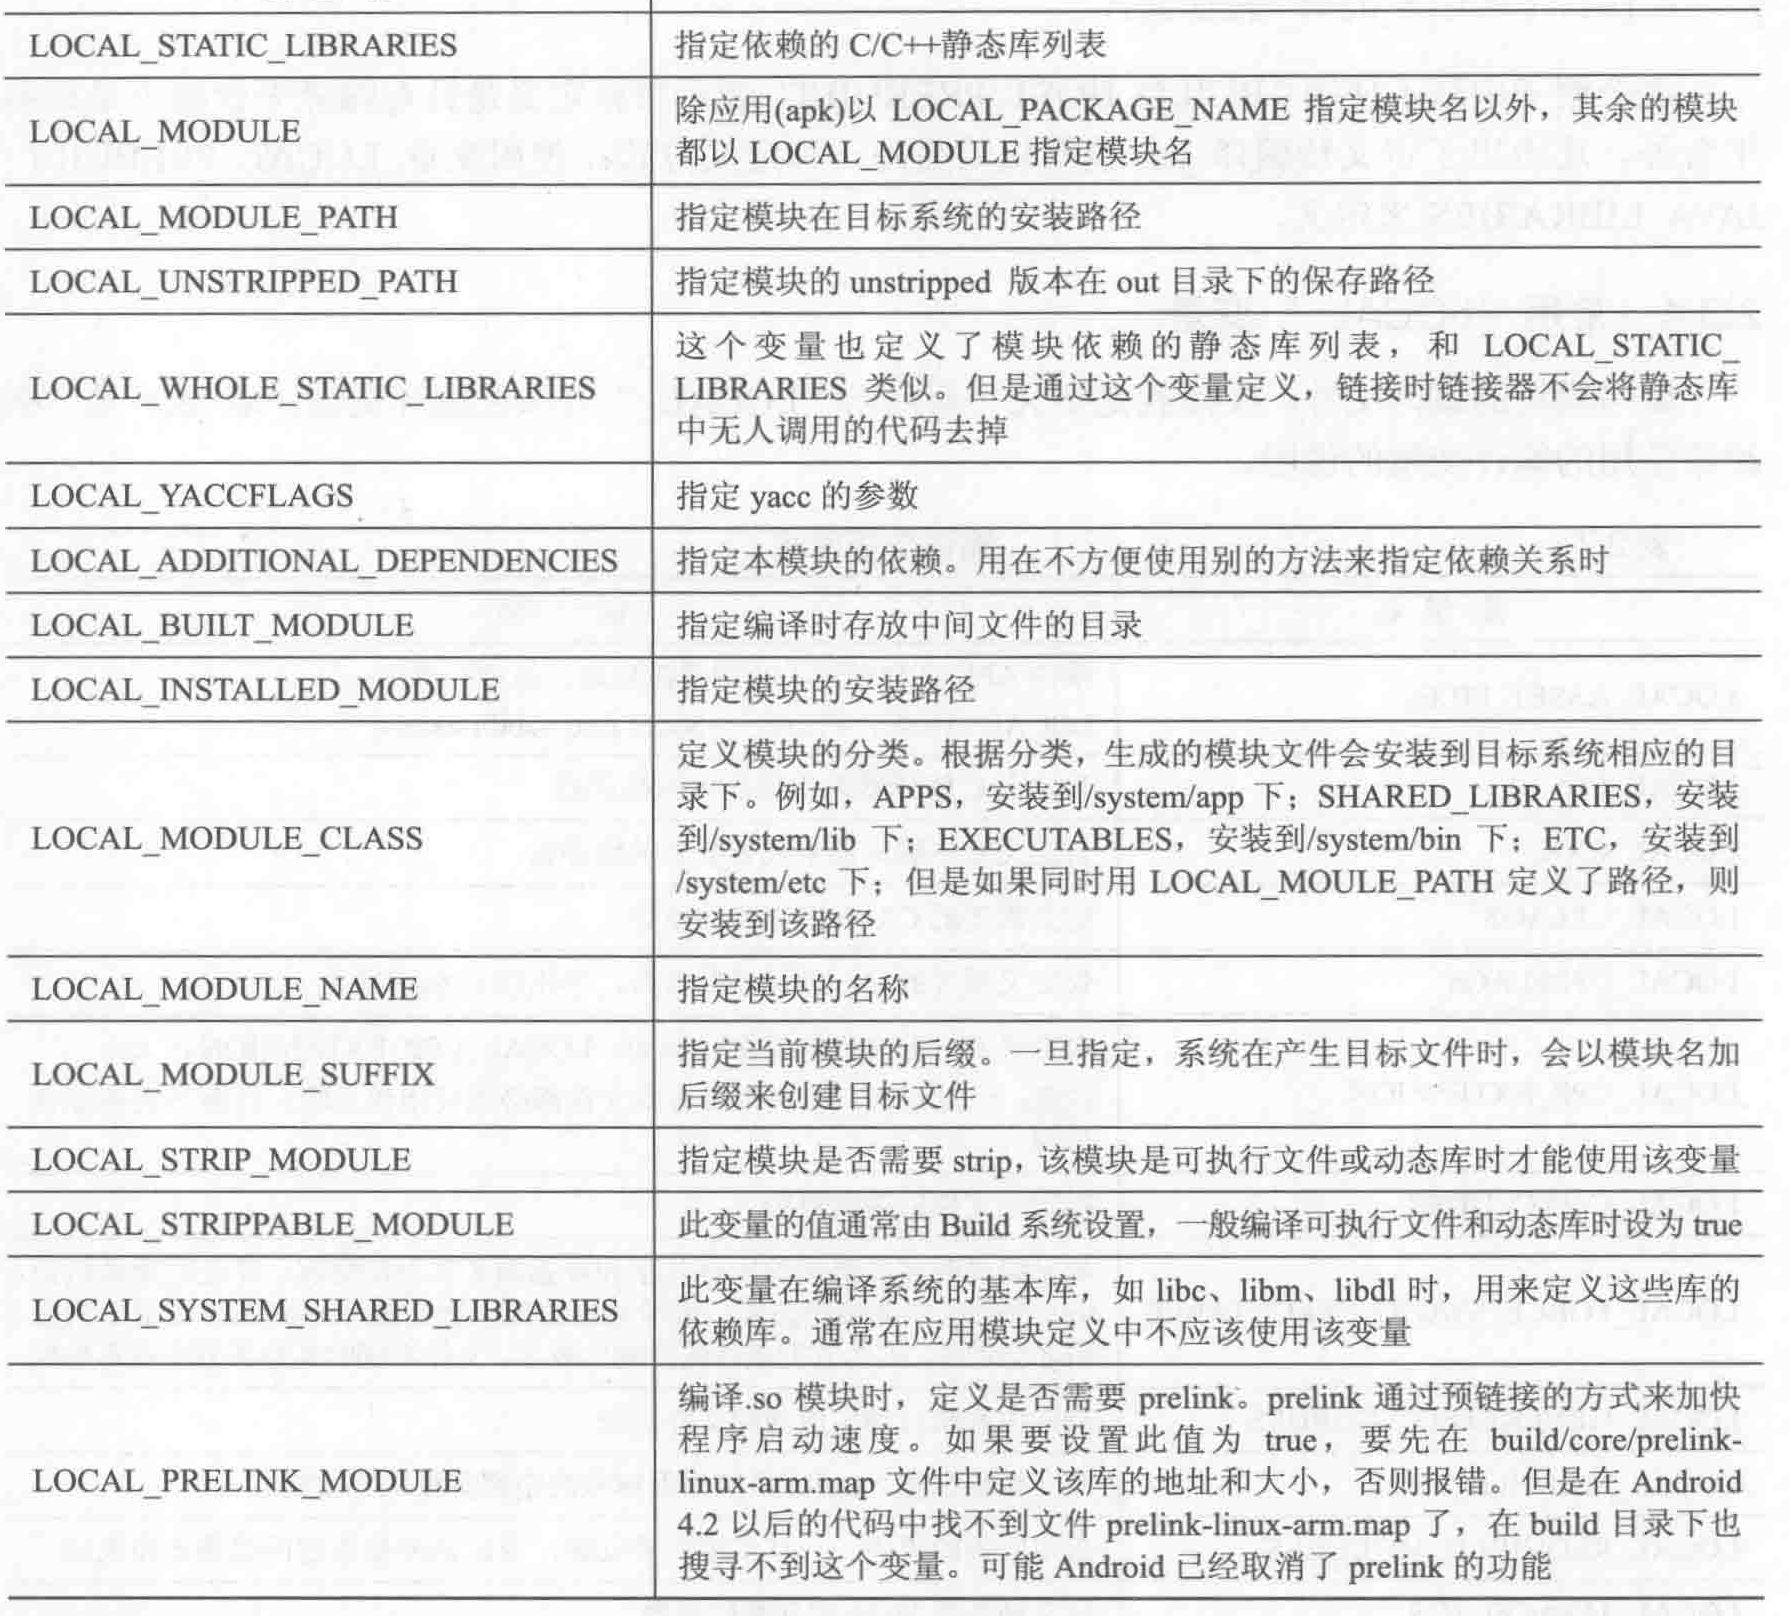 LOCAL_STATIC_LIBRARIES
指定依赖的 C/C++静态库列表
LOCAL_MODULE
除应用(apk)以 LOCAL_PACKAGE_NAME 指定模块名以外，其余的模块
都以 LOCAL_MODULE 指定模块名
LOCAL_MODULE_PATH
指定模块在目标系统的安装路径
LOCAL_UNSTRIPPED_PATH
指定模块的 unstripped 版本在 out 目录下的保存路径
LOCAL_WHOLE_STATIC_LIBRARIES
这个变量也定义了模块依赖的静态库列表，和 LOCAL_STATIC_
LIBRARIES 类似。但是通过这个变量定义，链接时链接器不会将静态库
中无人调用的代码去掉
LOCAL_YACCFLAGS
指定 yacc 的参数
LOCAL_ADDITIONAL_DEPENDENCIES
指定本模块的依赖。用在不方便使用别的方法来指定依赖关系时
LOCAL_BUILT_MODULE
指定编译时存放中间文件的目录
LOCAL_INSTALLED_MODULE
指定模块的安装路径
LOCAL_MODULE_CLASS
定义模块的分类。根据分类，生成的模块文件会安装到目标系统相应的目
录下。例如，APPS，安装到/system/app 下；SHARED_LIBRARIES，安装
到/system/lib 下；EXECUTABLES，安装到/system/bin 下；ETC，安装到
/system/etc 下；但是如果同时用 LOCAL_MOULE_PATH 定义了路径，则
安装到该路径
LOCAL_MODULE_NAME
指定模块的名称
LOCAL_MODULE_SUFFIX
指定当前模块的后缀。一旦指定，系统在产生目标文件时，会以模块名加
后缀来创建目标文件
LOCAL_STRIP_MODULE
指定模块是否需要 strip，该模块是可执行文件或动态库时才能使用该变量
LOCAL_STRIPPABLE_MODULE
此变量的值通常由 Build 系统设置，一般编译可执行文件和动态库时设为 true
LOCAL_SYSTEM_SHARED_LIBRARIES
此变量在编译系统的基本库，如 libc、libm、libdl 时，用来定义这些库的
依赖库。通常在应用模块定义中不应该使用该变量
LOCAL_PRELINK_MODULE
编译.so 模块时，定义是否需要 prelink。prelink 通过预链接的方式来加快
程序启动速度。如果要设置此值为 true，要先在 build/core/prelink-
linux-arm.map 文件中定义该库的地址和大小，否则报错。但是在 Android
4.2 以后的代码中找不到文件 prelink-linux-arm.map 了，在 build 目录下也
搜寻不到这个变量。可能 Android 已经取消了 prelink 的功能